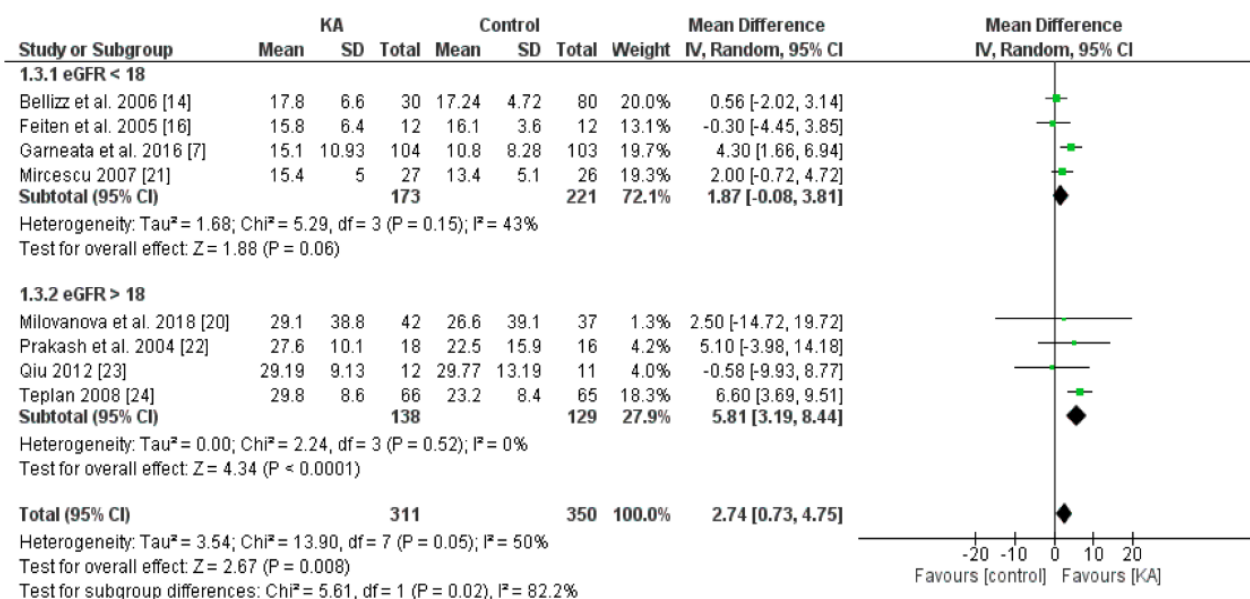 KA Control Mean Difference Mean Difference
Study or Subgroup Mean SD Total Mean SD Total Weight IV, Random, 95% CI IV, Random, 95% CI
1.3.1 eGFR < 18
Bellizz et al. 2006 [14] 17.8 6.6 30 17.24 4.72 80 20.0% 0.56 [-2.02, 3.14]
Feiten et al. 2005 [16] 15.8 6.4 12 16.1 3.6 12 13.1% -0.30 [-4.45, 3.85]
Garneata et al. 2016 [7] 15.1 10.93 104 10.8 8.28 103 19.7% 4.30 [1.66, 6.94]
Mircescu 2007 [21] 15.4 5 27 13.4 5.1 26 19.3% 2.00 [-0.72, 4.72]
Subtotal (95% CI) 173 221 72.1% 1.87 [-0.08, 3.81]
Heterogeneity: Tau² = 1.68; Chi² = 5.29, df = 3 (P = 0.15); I² = 43%
Test for overall effect: Z = 1.88 (P = 0.06)
1.3.2 eGFR > 18
Milovanova et al. 2018 [20] 29.1 38.8 42 26.6 39.1 37 1.3% 2.50 [-14.72, 19.72]
Prakash et al. 2004 [22] 27.6 10.1 18 22.5 15.9 16 4.2% 5.10 [-3.98, 14.18]
Qiu 2012 [23] 29.19 9.13 12 29.77 13.19 11 4.0% -0.58 [-9.93, 8.77]
Teplan 2008 [24] 29.8 8.6 66 23.2 8.4 65 18.3% 6.60 [3.69, 9.51]
Subtotal (95% CI) 138 129 27.9% 5.81 [3.19, 8.44]
Heterogeneity: Tau² = 0.00; Chi² = 2.24, df = 3 (P = 0.52); I² = 0%
Test for overall effect: Z = 4.34 (P < 0.0001)
Total (95% CI) 311 350 100.0% 2.74 [0.73, 4.75]
Heterogeneity: Tau² = 3.54; Chi² = 13.90, df = 7 (P = 0.05); I² = 50%
Test for overall effect: Z = 2.67 (P = 0.008)
Test for subgroup differences: Chi² = 5.61, df = 1 (P = 0.02), I² = 82.2%
-20 -10 0 10 20
Favours [control] Favours [KA]